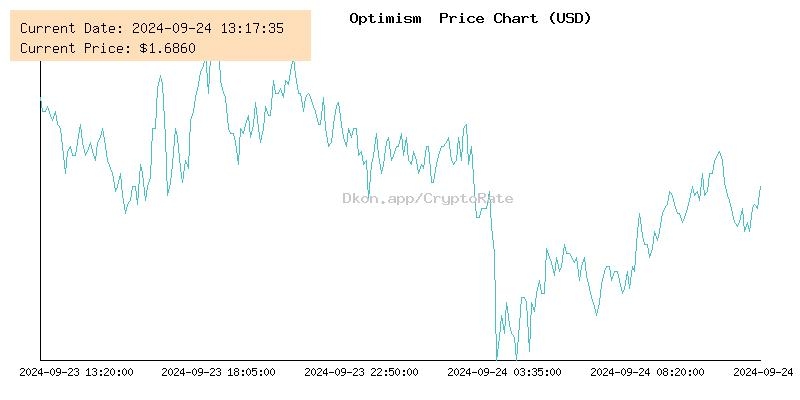 Optimism Price Chart (USD)
Current Date: 2024-09-24 13:17:35
Current Price: $1.6860
Dkon.app/CryptoRate
2024-09-23 13:20:00 2024-09-23 18:05:00 2024-09-23 22:50:00 2024-09-24 03:35:00 2024-09-24 08:20:00 2024-09-24